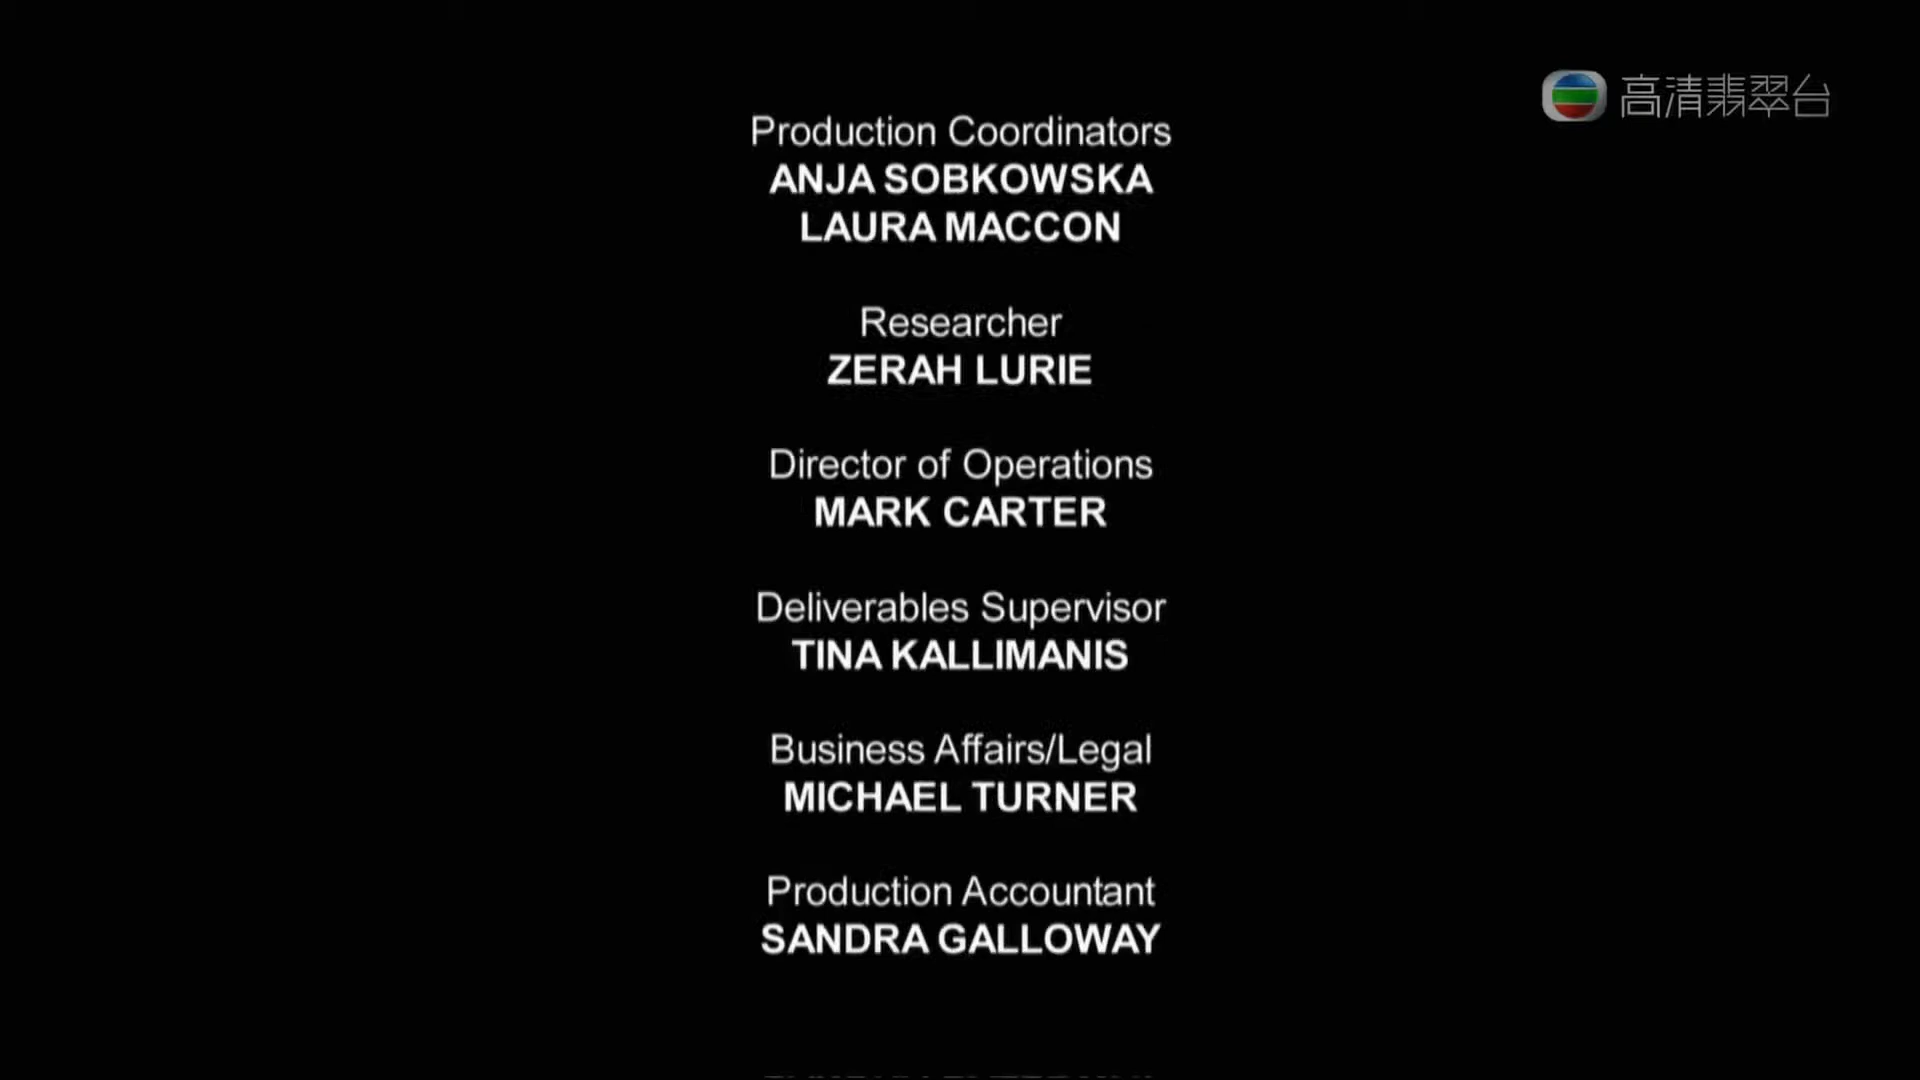 高清翡翠台
Production Coordinators
ANJA SOBKOWSKA
LAURA MACCON
Researcher
ZERAH LURIE
Director of Operations
MARK CARTER
Deliverables Supervisor
TINA KALLIMANIS
Business Affairs/Legal
MICHAEL TURNER
Production Accountant
SANDRA GALLOWAY